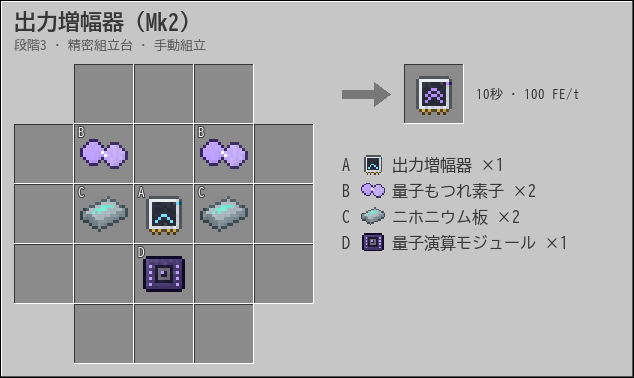 出力増幅器 (Mk2)
段階3 · 精密組立台 · 手動組立
10秒 · 100 FE/t
B B
C A C
D
A 出力増幅器 ×1
B 量子もつれ素子 ×2
C ニホニウム板 ×2
D 量子演算モジュール ×1